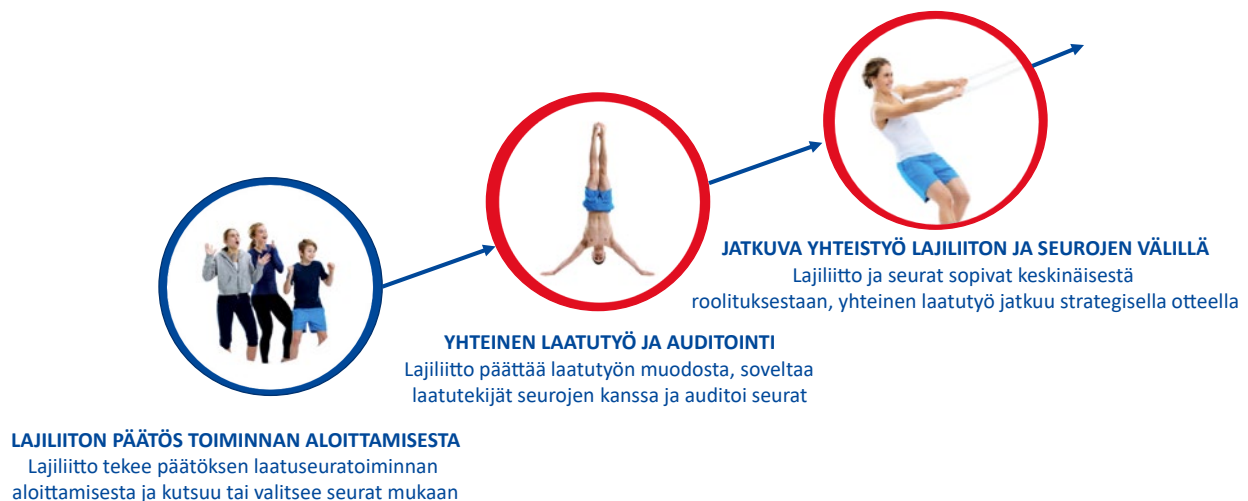 JATKUVA YHTEISTYÖ LAJILIITON JA SEUROJEN VÄLILLÄ
Lajiliitto ja seurat sopivat keskinäisestä
roolituksestaan, yhteinen laatutyö jatkuu strategisella otteella
YHTEINEN LAATUTYÖ JA AUDITOINTI
Lajiliitto päättää laatutyön muodosta, soveltaa
laatutekijät seurojen kanssa ja auditoi seurat
LAJILIITON PÄÄTÖS TOIMINNAN ALOITTAMISESTA
Lajiliitto tekee päätöksen laatuseuratoiminnan
aloittamisesta ja kutsuu tai valitsee seurat mukaan